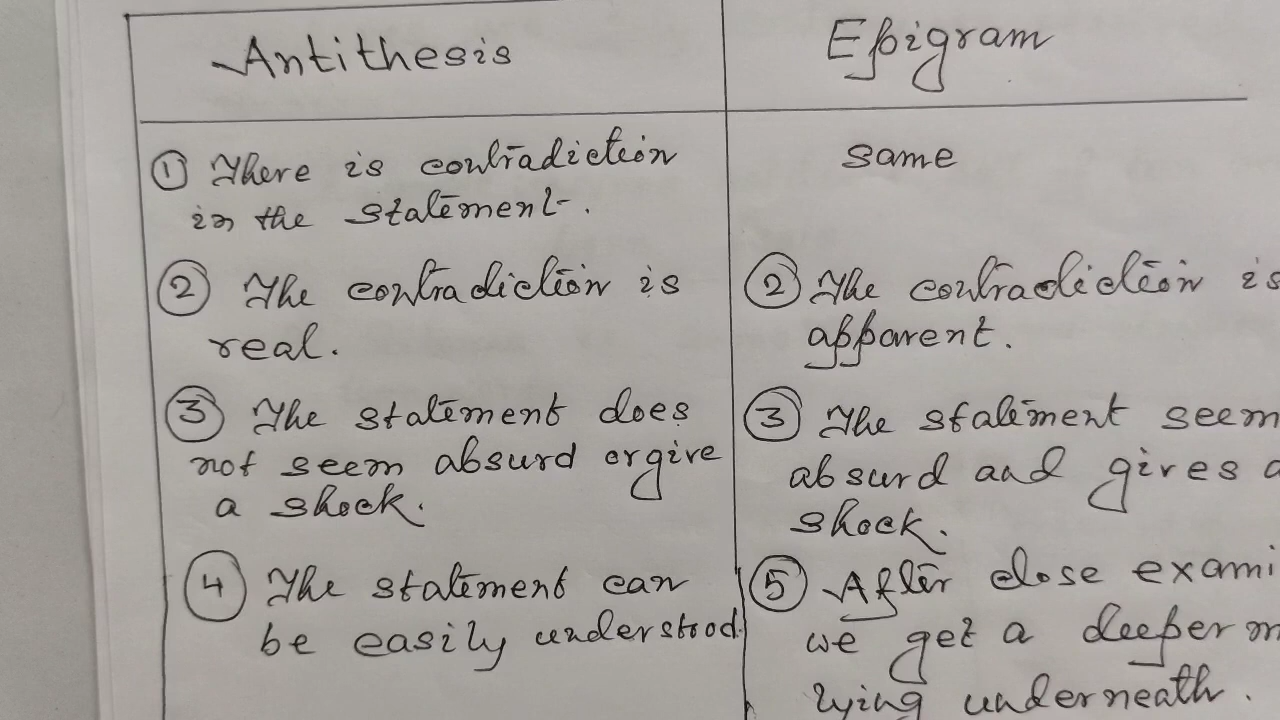 Antithesis
Epigram
① There is contradiction
in the statement.
same
② The contradiction is
real.
② The contradiction is
apparent.
③ The statement does
not seem absurd or give
a shock.
③ The statement seem
absurd and gives a
shock.
④ The statement can
be easily understood.
⑤ After close exami
we get a deeper m
lying underneath.